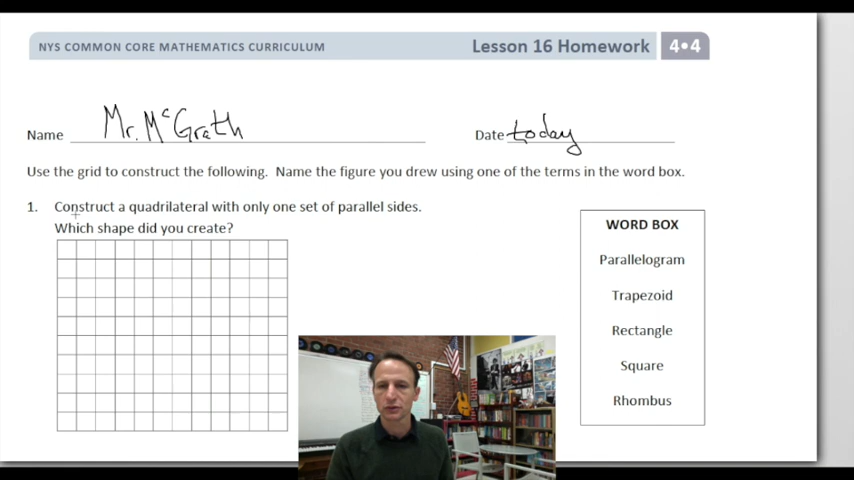 NYS COMMON CORE MATHEMATICS CURRICULUM Lesson 16 Homework 4•4
Name Mr. McGrath Date today
Use the grid to construct the following. Name the figure you drew using one of the terms in the word box.
1. Construct a quadrilateral with only one set of parallel sides.
Which shape did you create?
WORD BOX
Parallelogram
Trapezoid
Rectangle
Square
Rhombus